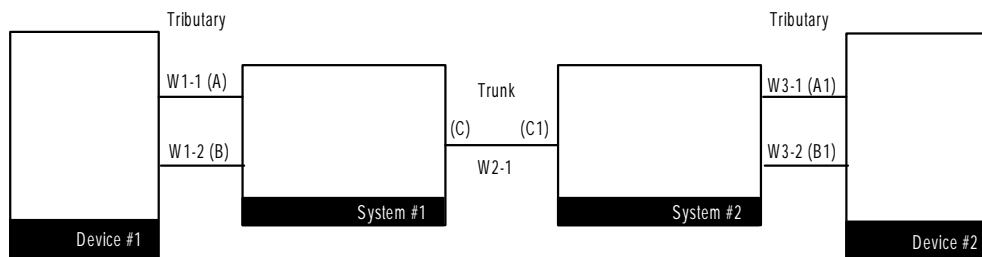 Tributary
Tributary
W1-1 (A)
W3-1 (A1)
Trunk
(C)
(C1)
W1-2 (B)
W3-2 (B1)
W2-1
System #1
System #2
Device #1
Device #2